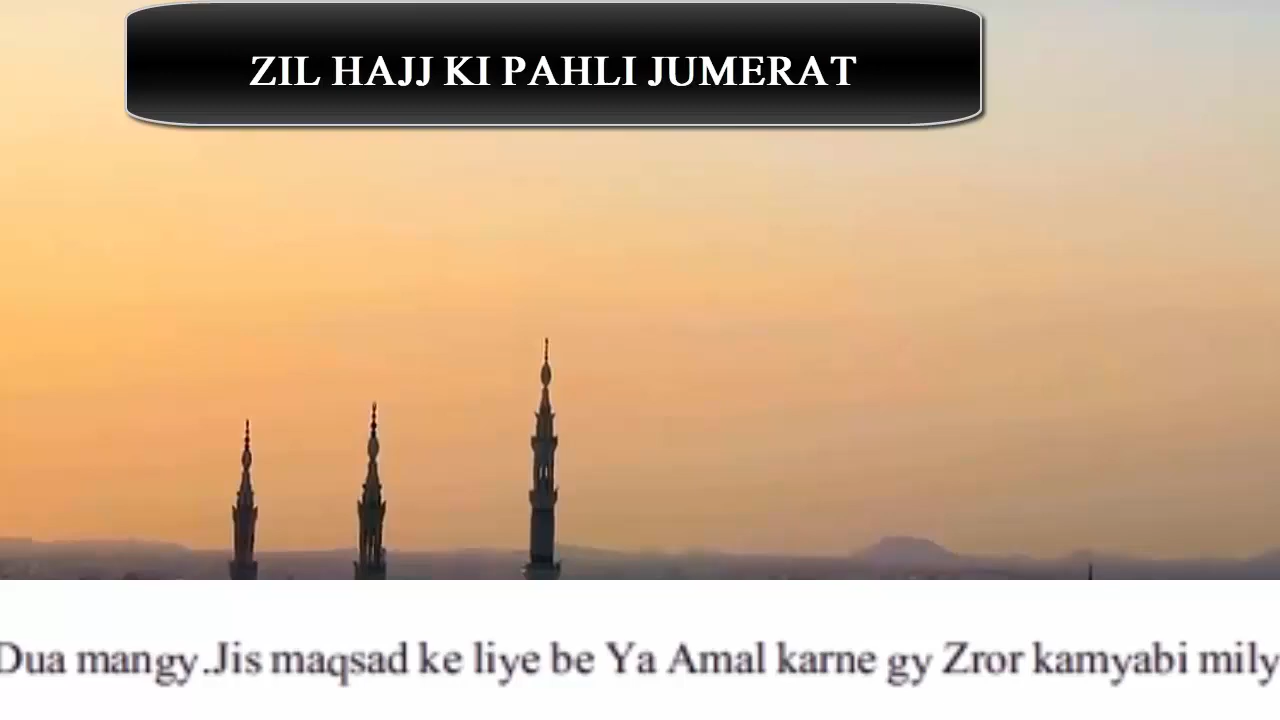 ZIL HAJJ KI PAHLI JUMERAT
Dua mangy.Jis maqsad ke liye be Ya Amal karne gy Zror kamyabi mily